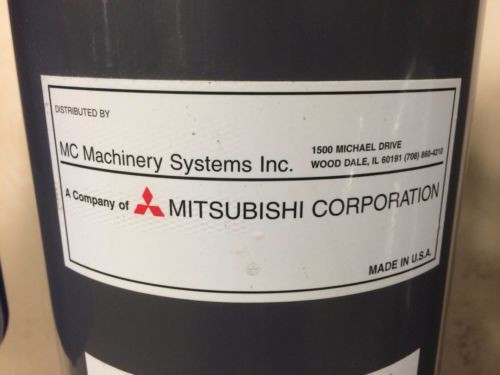 DISTRIBUTED BY
MC Machinery Systems Inc.
1500 MICHAEL DRIVE
WOOD DALE, IL 60191 (708) 860-4210
A Company of MITSUBISHI CORPORATION
MADE IN U.S.A.